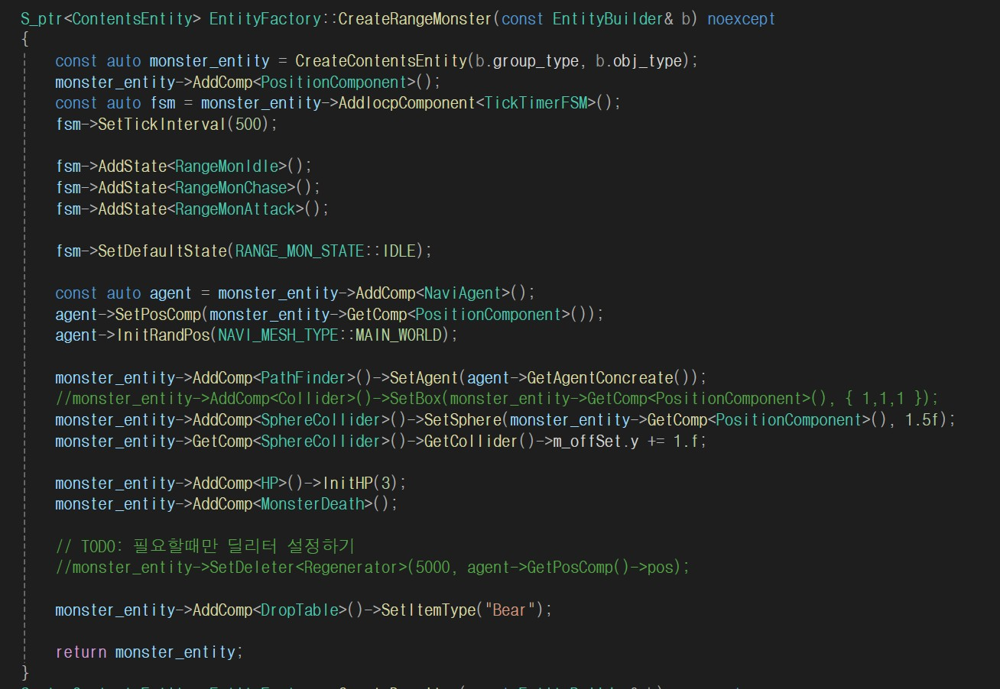 S_ptr<ContentsEntity> EntityFactory::CreateRangeMonster(const EntityBuilder& b) noexcept
{
const auto monster_entity = CreateContentsEntity(b.group_type, b.obj_type);
monster_entity->AddComp<PositionComponent>();
const auto fsm = monster_entity->AddIocpComponent<TickTimerFSM>();
fsm->SetTickInterval(500);
fsm->AddState<RangeMonIdle>();
fsm->AddState<RangeMonChase>();
fsm->AddState<RangeMonAttack>();
fsm->SetDefaultState(RANGE_MON_STATE::IDLE);
const auto agent = monster_entity->AddComp<NaviAgent>();
agent->SetPosComp(monster_entity->GetComp<PositionComponent>());
agent->InitRandPos(NAVI_MESH_TYPE::MAIN_WORLD);
monster_entity->AddComp<PathFinder>()->SetAgent(agent->GetAgentConcreate());
//monster_entity->AddComp<Collider>()->SetBox(monster_entity->GetComp<PositionComponent>(), { 1,1,1 });
monster_entity->AddComp<SphereCollider>()->SetSphere(monster_entity->GetComp<PositionComponent>(), 1.5f);
monster_entity->GetComp<SphereCollider>()->GetCollider()->m_offSet.y += 1.f;
monster_entity->AddComp<HP>()->InitHP(3);
monster_entity->AddComp<MonsterDeath>();
// TODO: 필요할때만 딜리터 설정하기
//monster_entity->SetDeleter<Regenerator>(5000, agent->GetPosComp()->pos);
monster_entity->AddComp<DropTable>()->SetItemType("Bear");
return monster_entity;
}